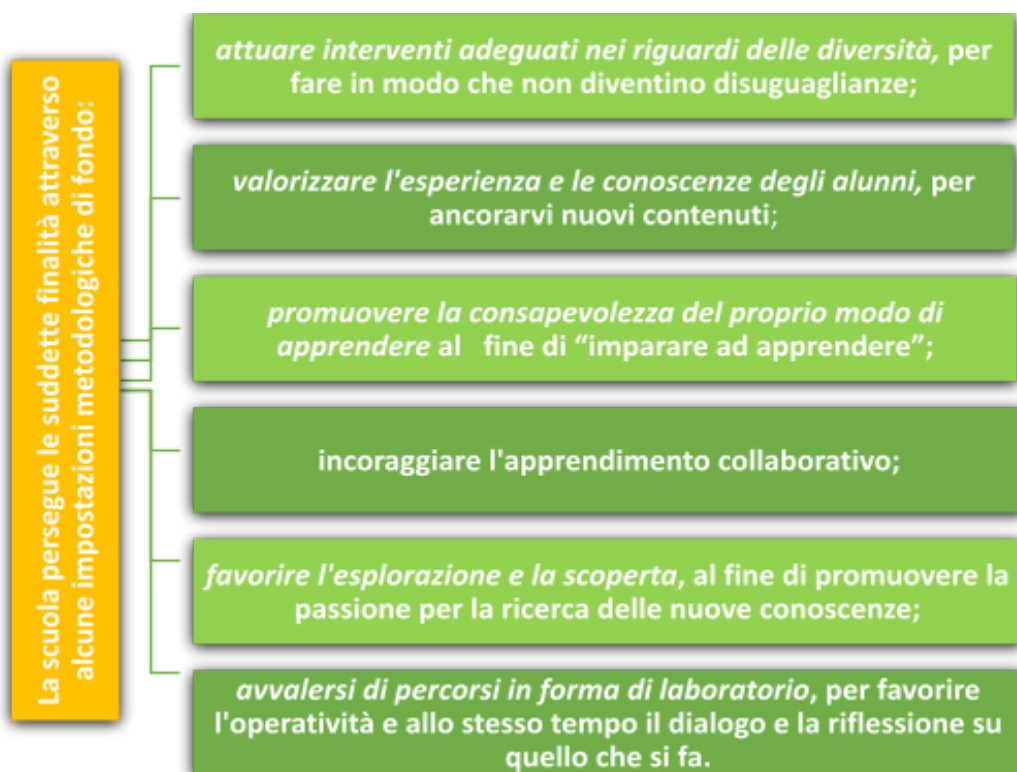 La scuola persegue le suddette finalità attraverso
alcune impostazioni metodologiche di fondo:
attuare interventi adeguati nei riguardi delle diversità, per
fare in modo che non diventino disuguaglianze;
valorizzare l'esperienza e le conoscenze degli alunni, per
ancorarvi nuovi contenuti;
promuovere la consapevolezza del proprio modo di
apprendere al fine di “imparare ad apprendere”;
incoraggiare l'apprendimento collaborativo;
favorire l'esplorazione e la scoperta, al fine di promuovere la
passione per la ricerca delle nuove conoscenze;
avvalersi di percorsi in forma di laboratorio, per favorire
l'operatività e allo stesso tempo il dialogo e la riflessione su
quello che si fa.